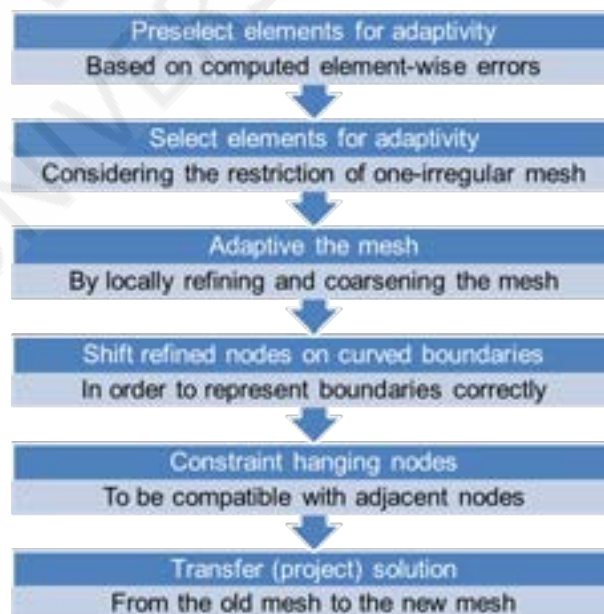 Preselect elements for adaptivity
Based on computed element-wise errors
Select elements for adaptivity
Considering the restriction of one-irregular mesh
Adaptive the mesh
By locally refining and coarsening the mesh
Shift refined nodes on curved boundaries
In order to represent boundaries correctly
Constraint hanging nodes
To be compatible with adjacent nodes
Transfer (project) solution
From the old mesh to the new mesh